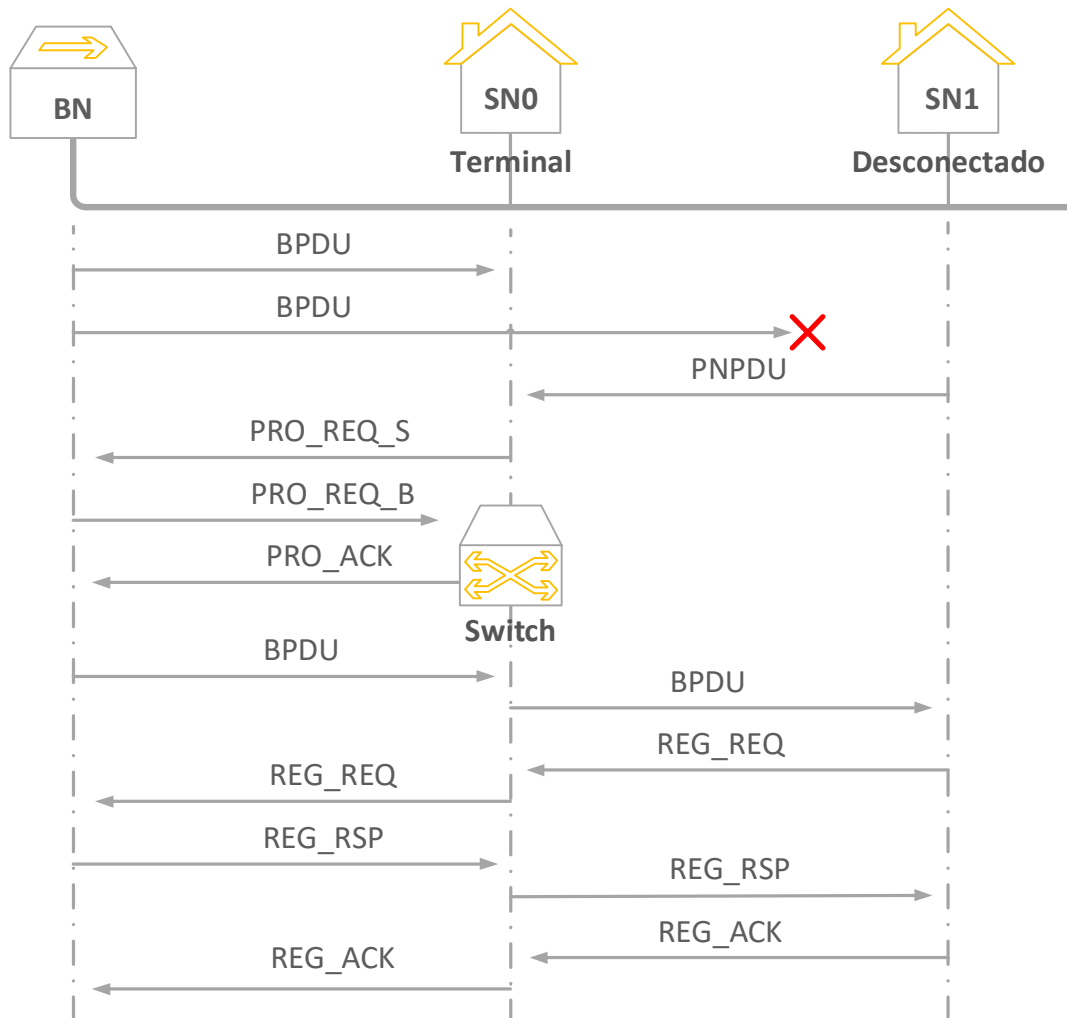 BN
SN0
SN1
Terminal
Desconectado
BPDU
BPDU
PNPDU
PRO_REQ_S
PRO_REQ_B
PRO_ACK
Switch
BPDU
BPDU
REG_REQ
REG_REQ
REG_RSP
REG_RSP
REG_ACK
REG_ACK